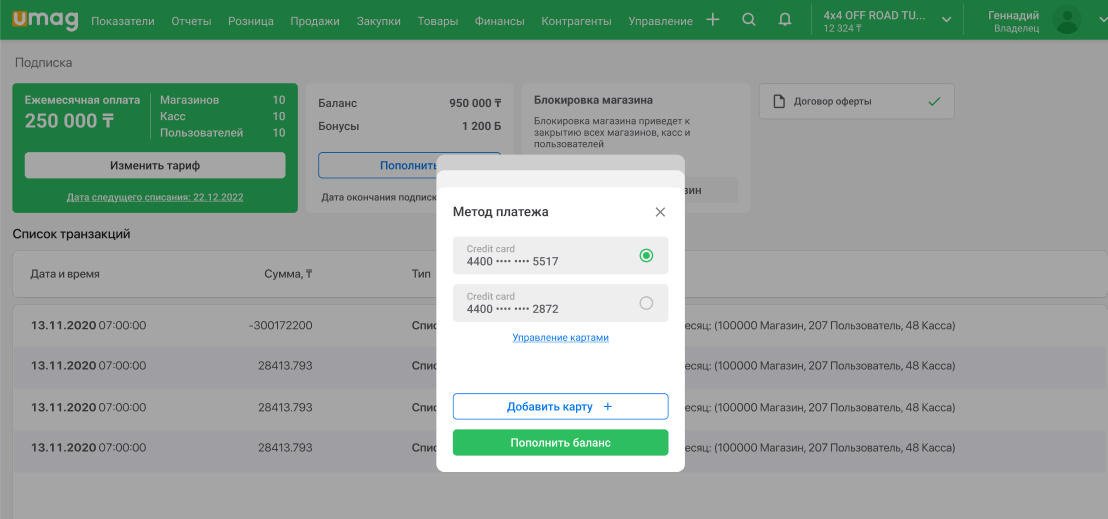 umag Показатели Отчеты Розница Продажи Закупки Товары Финансы Контрагенты Управление + 4x4 OFF ROAD TU... Геннадий
12 324 ₸ Владелец
Подписка
Ежемесячная оплата
250 000 ₸
Магазинов 10
Касс 10
Пользователей 10
Изменить тариф
Дата следущего списания: 22.12.2022
Баланс 950 000 ₸
Бонусы 1 200 Б
Пополнить
Дата окончания
Блокировка магазина
Блокировка магазина приведет к
закрытию всех магазинов, касс и
пользователей
зин
Договор оферты
Метод платежа
Credit card
4400 •••• •••• 5517
Credit card
4400 •••• •••• 2872
Управление картами
Добавить карту +
Пополнить баланс
Список транзакций
Дата и время Сумма, ₸ Тип
13.11.2020 07:00:00 -300172200 Спис есяц: (100000 Магазин, 207 Пользователь, 48 Касса)
13.11.2020 07:00:00 28413.793 Спис есяц: (100000 Магазин, 207 Пользователь, 48 Касса)
13.11.2020 07:00:00 28413.793 Спис есяц: (100000 Магазин, 207 Пользователь, 48 Касса)
13.11.2020 07:00:00 28413.793 Спис есяц: (100000 Магазин, 207 Пользователь, 48 Касса)